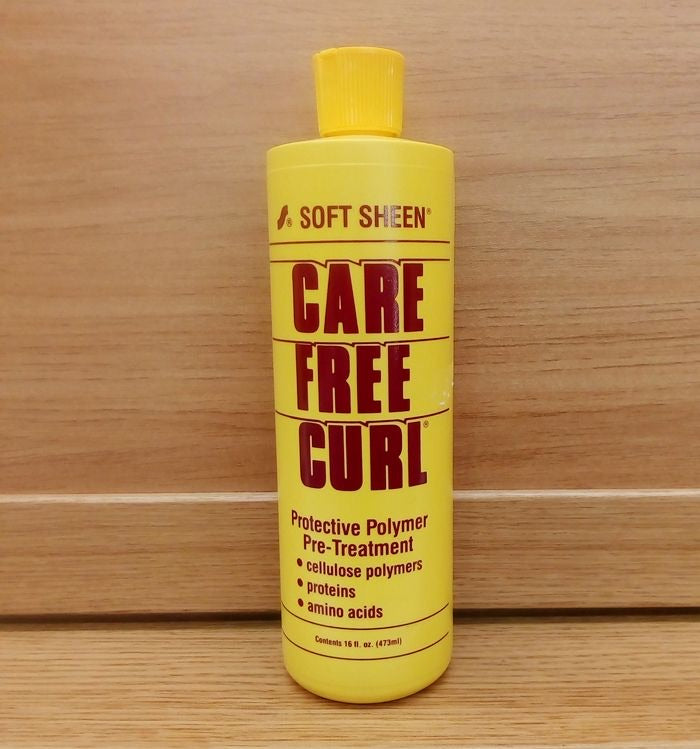 ® SOFT SHEEN®
CARE
FREE
CURL®
Protective Polymer
Pre-Treatment
• cellulose polymers
• proteins
• amino acids
Contents 16 fl. oz. (473ml)